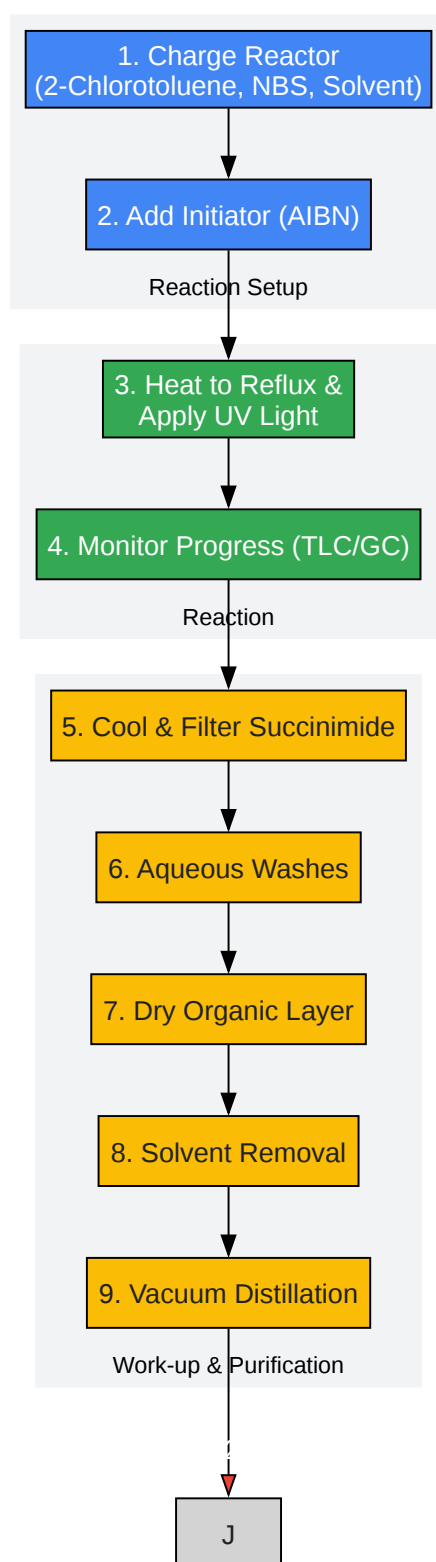 1. Charge Reactor
(2-Chlorotoluene, NBS, Solvent)
2. Add Initiator (AIBN)
Reaction Setup
3. Heat to Reflux &
Apply UV Light
4. Monitor Progress (TLC/GC)
Reaction
5. Cool & Filter Succinimide
6. Aqueous Washes
7. Dry Organic Layer
8. Solvent Removal
9. Vacuum Distillation
Work-up & Purification
J